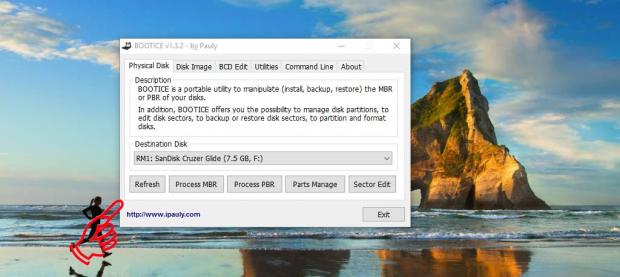 BOOTICE v1.3.2 - by Pauly
Physical Disk Disk Image BCD Edit Utilities Command Line About
Description
BOOTICE is a portable utility to manipulate (install, backup, restore) the MBR
or PBR of your disks.
In addition, BOOTICE offers you the possibility to manage disk partitions, to
edit disk sectors, to backup or restore disk sectors, to partition and format
disks.
Destination Disk
RM1: SanDisk Cruzer Glide (7.5 GB, F:)
Refresh Process MBR Process PBR Parts Manage Sector Edit
http://www.ipauly.com Exit